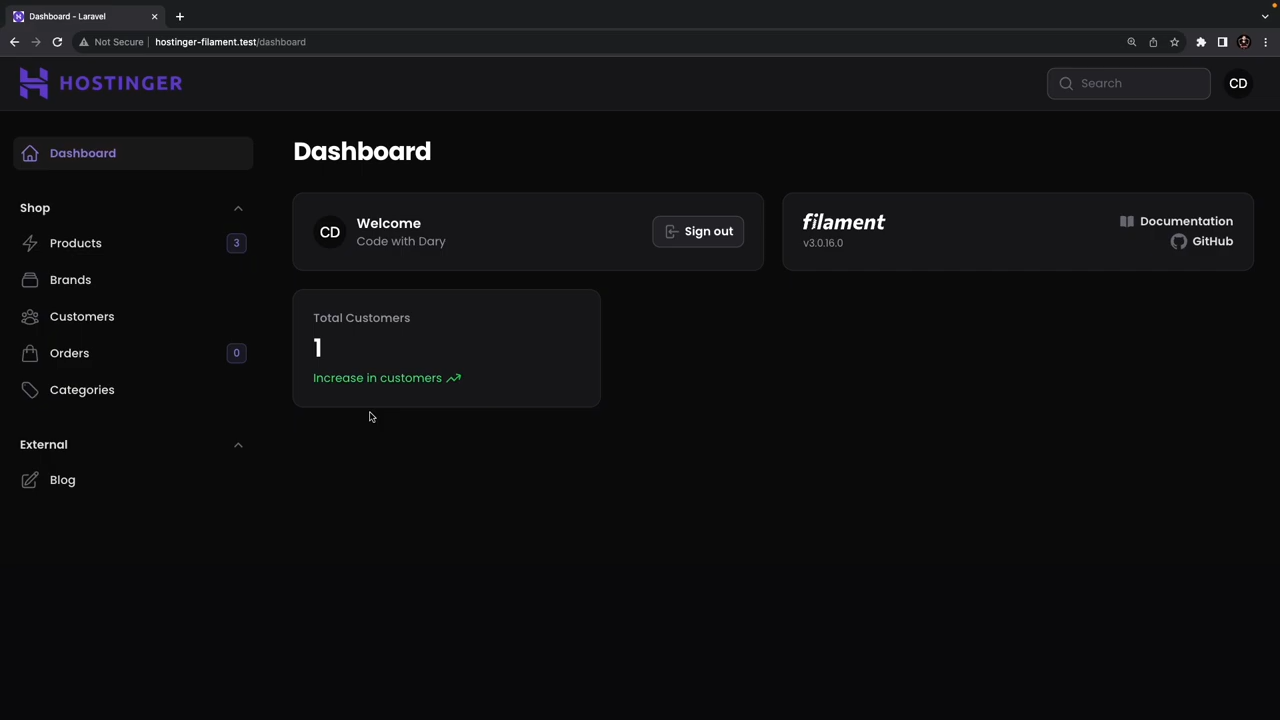 Dashboard - Laravel
Not Secure hostinger-filament.test/dashboard
HOSTINGER
Search
CD
Dashboard
Shop
Products 3
Brands
Customers
Orders 0
Categories
External
Blog
Dashboard
CD
Welcome
Code with Dary
Sign out
filament
v3.0.16.0
Documentation
GitHub
Total Customers
1
Increase in customers